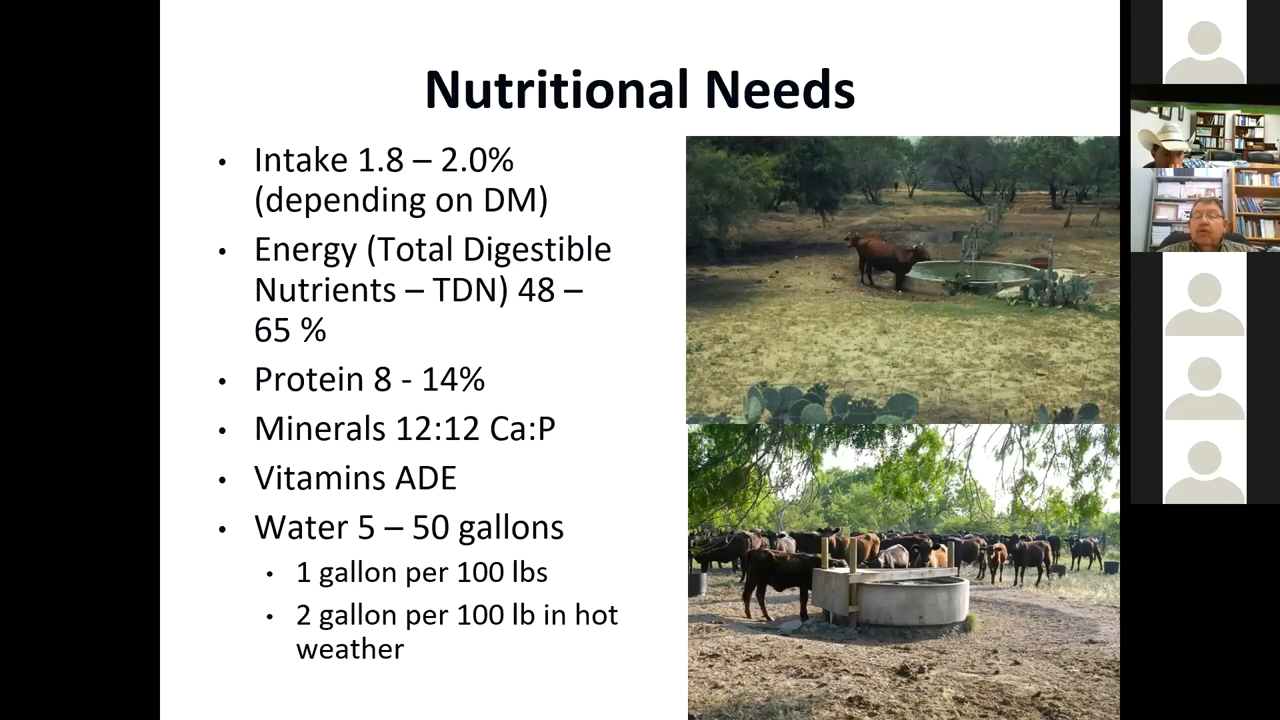 Nutritional Needs
• Intake 1.8 – 2.0%
(depending on DM)
• Energy (Total Digestible
Nutrients – TDN) 48 –
65 %
• Protein 8 - 14%
• Minerals 12:12 Ca:P
• Vitamins ADE
• Water 5 – 50 gallons
• 1 gallon per 100 lbs
• 2 gallon per 100 lb in hot
weather